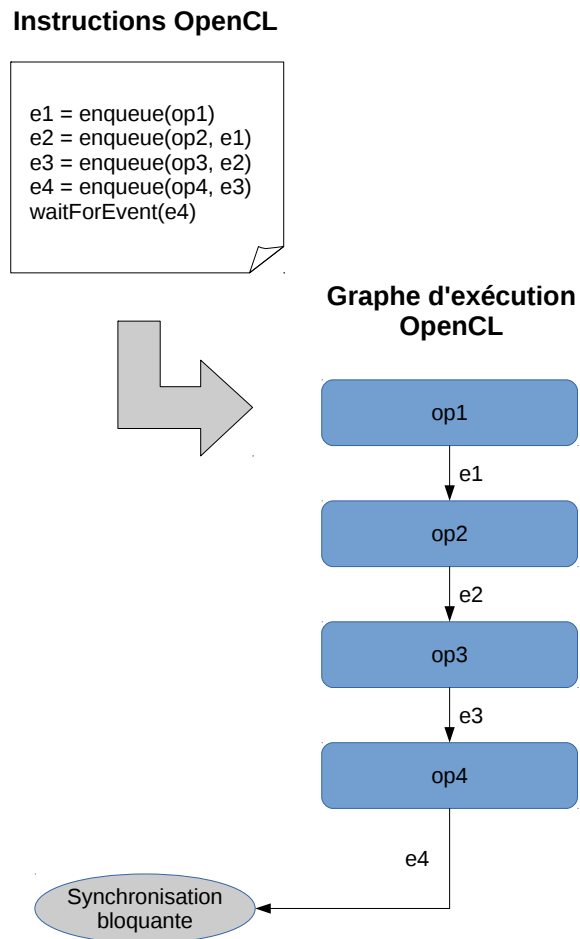 Instructions OpenCL
e1 = enqueue(op1)
e2 = enqueue(op2, e1)
e3 = enqueue(op3, e2)
e4 = enqueue(op4, e3)
waitForEvent(e4)
Graphe d'exécution
OpenCL
op1
e1
op2
e2
op3
e3
op4
e4
Synchronisation
bloquante